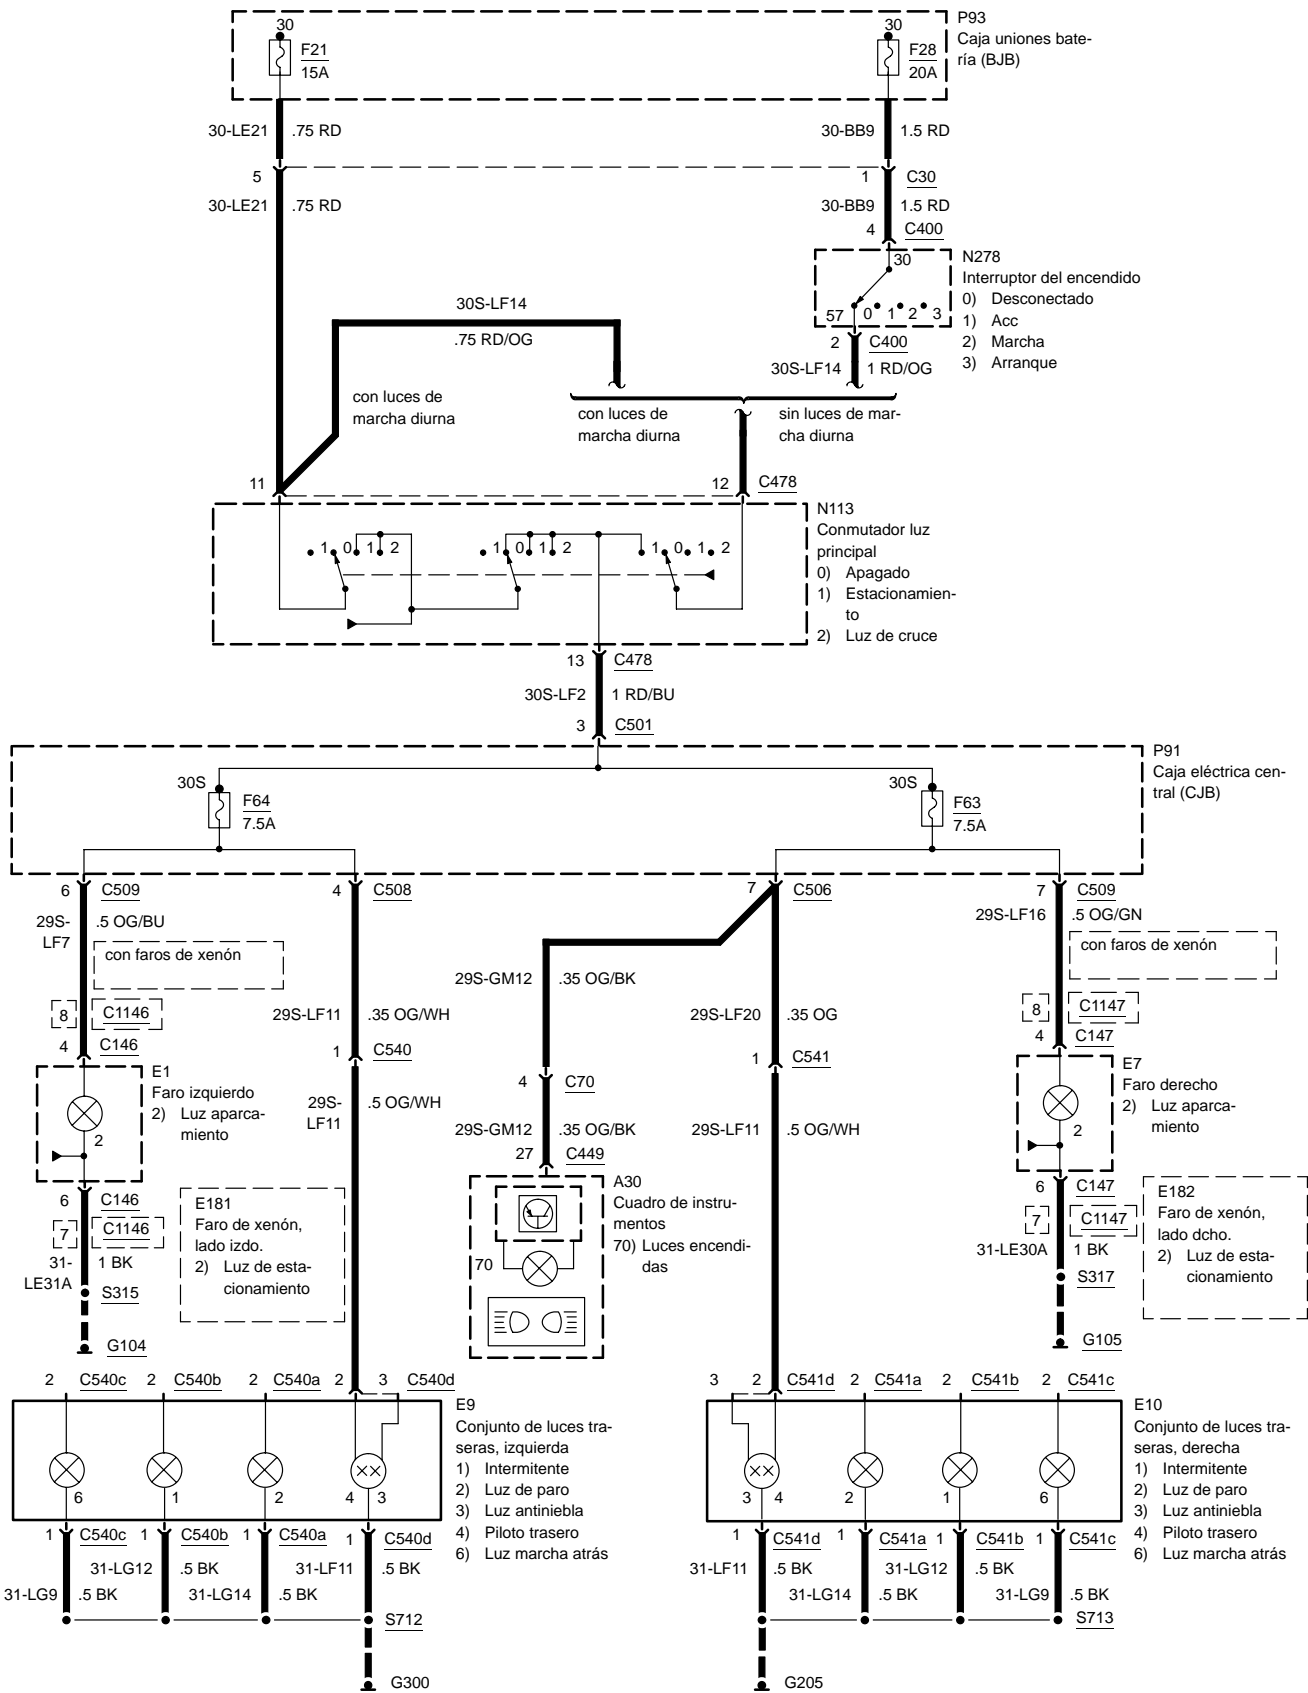 30
30
P93
Caja uniones bate-
ría (BJB)
F21
15A
F28
20A
30-LE21 .75 RD
30-BB9 1.5 RD
5
1 C30
30-LE21 .75 RD
30-BB9 1.5 RD
4 C400
30
N278
Interruptor del encendido
0) Desconectado
1) Acc
2) Marcha
3) Arranque
57 0 1 2 3
30S-LF14
.75 RD/OG
2 C400
30S-LF14 1 RD/OG
con luces de
marcha diurna
con luces de
marcha diurna
sin luces de mar-
cha diurna
11
12 C478
N113
Conmutador luz
principal
0) Apagado
1) Estacionamien-
to
2) Luz de cruce
1 0 1 2
1 0 1 2
1 0 1 2
13 C478
30S-LF2 1 RD/BU
3 C501
P91
Caja eléctrica cen-
tral (CJB)
30S
F64
7.5A
30S
F63
7.5A
6 C509
4 C508
7 C506
7 C509
29S-
LF7
.5 OG/BU
29S-LF16 .5 OG/GN
con faros de xenón
con faros de xenón
29S-GM12 .35 OG/BK
8 C1146
29S-LF11 .35 OG/WH
29S-LF20 .35 OG
8 C1147
4 C146
1 C540
1 C541
4 C147
E1
Faro izquierdo
2) Luz aparca-
miento
2
4 C70
E7
Faro derecho
2) Luz aparca-
miento
2
29S-
LF11
.5 OG/WH
29S-GM12 .35 OG/BK
29S-LF11 .5 OG/WH
27 C449
6 C146
7 C1146
31-
LE31A
1 BK
S315
G104
E181
Faro de xenón,
lado izdo.
2) Luz de esta-
cionamiento
A30
Cuadro de instru-
mentos
70) Luces encendi-
das
70
6 C147
7 C1147
31-LE30A 1 BK
S317
G105
E182
Faro de xenón,
lado dcho.
2) Luz de esta-
cionamiento
2 C540c 2 C540b 2 C540a 2 3 C540d
3 2 C541d 2 C541a 2 C541b 2 C541c
E9
Conjunto de luces tra-
seras, izquierda
1) Intermitente
2) Luz de paro
3) Luz antiniebla
4) Piloto trasero
6) Luz marcha atrás
E10
Conjunto de luces tra-
seras, derecha
1) Intermitente
2) Luz de paro
3) Luz antiniebla
4) Piloto trasero
6) Luz marcha atrás
6 1 2 4 3
3 4 2 1 6
1 C540c 1 C540b 1 C540a 1 C540d
1 C541d 1 C541a 1 C541b 1 C541c
31-LG12 .5 BK 31-LF11 .5 BK
31-LF11 .5 BK 31-LG12 .5 BK
31-LG9 .5 BK 31-LG14 .5 BK
31-LG14 .5 BK 31-LG9 .5 BK
S712
S713
G300
G205